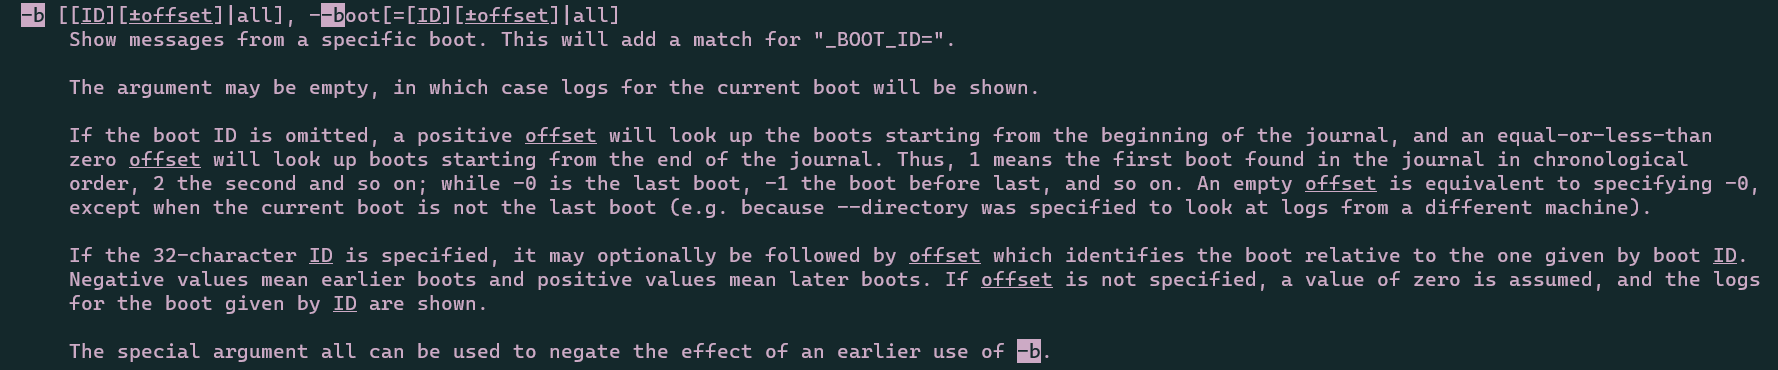 -b [[ID][±offset]|all], --boot[=[ID][±offset]|all]
Show messages from a specific boot. This will add a match for "_BOOT_ID=".
The argument may be empty, in which case logs for the current boot will be shown.
If the boot ID is omitted, a positive offset will look up the boots starting from the beginning of the journal, and an equal-or-less-than
zero offset will look up boots starting from the end of the journal. Thus, 1 means the first boot found in the journal in chronological
order, 2 the second and so on; while -0 is the last boot, -1 the boot before last, and so on. An empty offset is equivalent to specifying -0,
except when the current boot is not the last boot (e.g. because --directory was specified to look at logs from a different machine).
If the 32-character ID is specified, it may optionally be followed by offset which identifies the boot relative to the one given by boot ID.
Negative values mean earlier boots and positive values mean later boots. If offset is not specified, a value of zero is assumed, and the logs
for the boot given by ID are shown.
The special argument all can be used to negate the effect of an earlier use of -b.